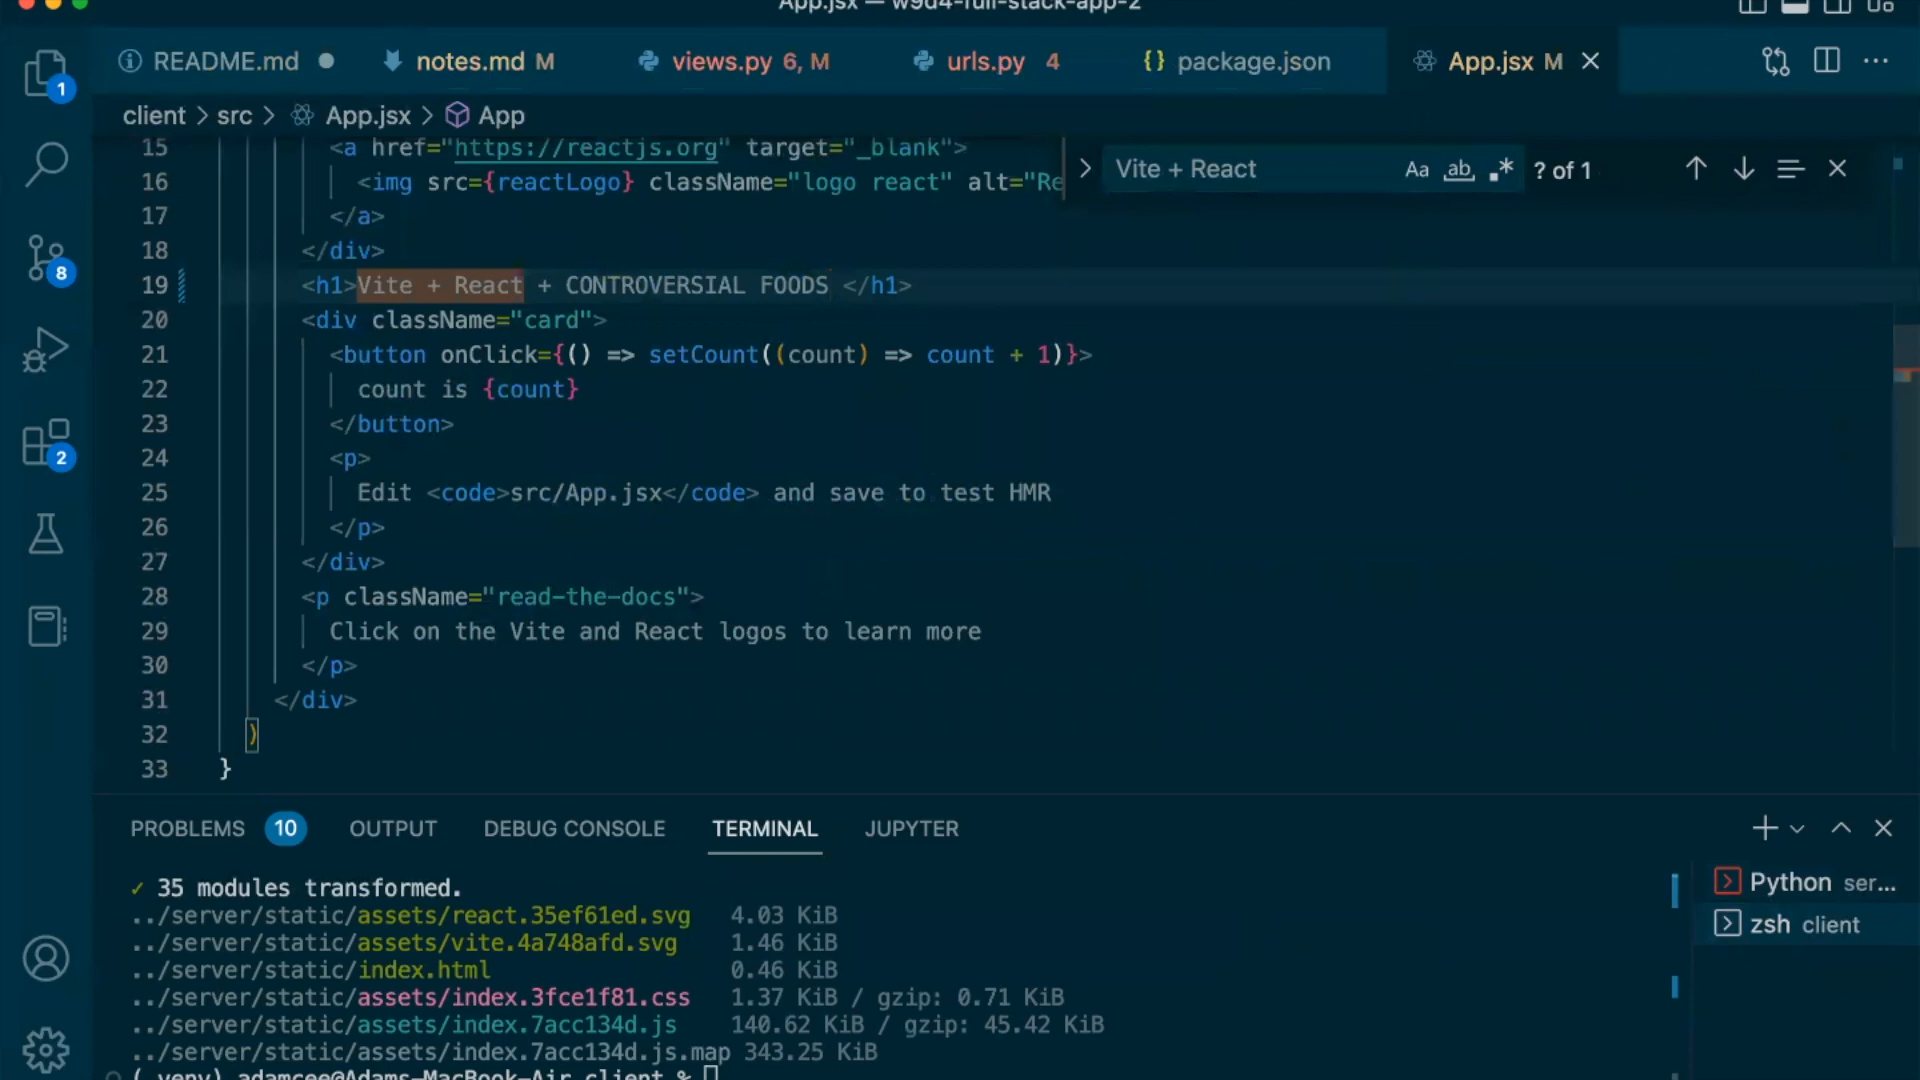 App.jsx — w9d4-full-stack-app-2
README.md
notes.md M
views.py 6, M
urls.py 4
{} package.json
App.jsx M
1
client > src > App.jsx > App
Vite + React
Aa ab .* ? of 1
15 <a href="https://reactjs.org" target="_blank">
16 <img src={reactLogo} className="logo react" alt="Re
17 </a>
18 </div>
19 <h1>Vite + React + CONTROVERSIAL FOODS </h1>
20 <div className="card">
21 <button onClick={() => setCount((count) => count + 1)}>
22 count is {count}
23 </button>
24 <p>
25 Edit <code>src/App.jsx</code> and save to test HMR
26 </p>
27 </div>
28 <p className="read-the-docs">
29 Click on the Vite and React logos to learn more
30 </p>
31 </div>
32 )
33 }
8
2
PROBLEMS 10 OUTPUT DEBUG CONSOLE TERMINAL JUPYTER
✓ 35 modules transformed.
../server/static/assets/react.35ef61ed.svg 4.03 KiB
../server/static/assets/vite.4a748afd.svg 1.46 KiB
../server/static/index.html 0.46 KiB
../server/static/assets/index.3fce1f81.css 1.37 KiB / gzip: 0.71 KiB
../server/static/assets/index.7acc134d.js 140.62 KiB / gzip: 45.42 KiB
../server/static/assets/index.7acc134d.js.map 343.25 KiB
(.venv) adamcee@Adams-MacBook-Air client %
Python ser...
zsh client